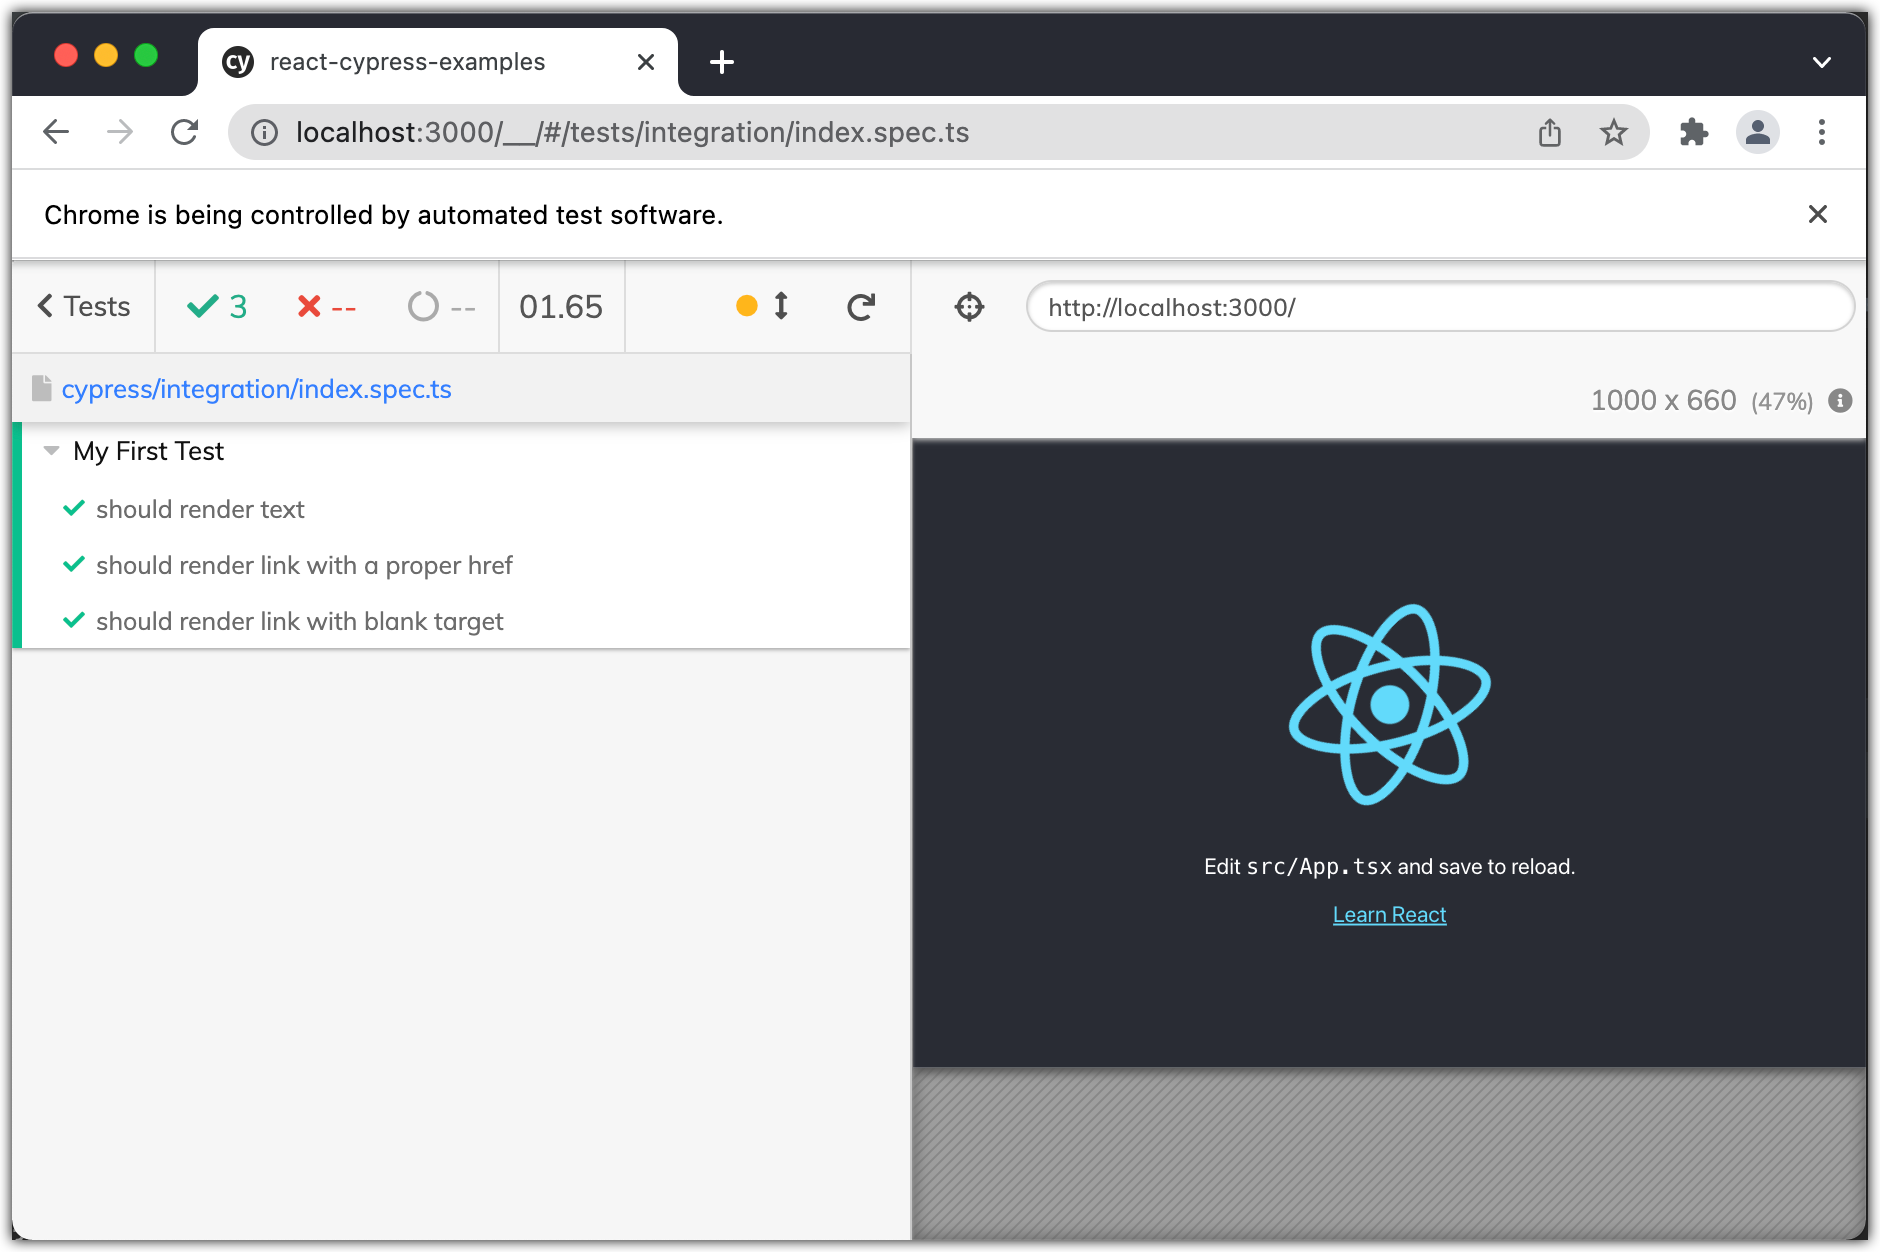 cy react-cypress-examples
localhost:3000/__/#/tests/integration/index.spec.ts
Chrome is being controlled by automated test software.
Tests 3 -- -- 01.65
http://localhost:3000/
cypress/integration/index.spec.ts
1000 x 660 (47%)
My First Test
should render text
should render link with a proper href
should render link with blank target
Edit src/App.tsx and save to reload.
Learn React